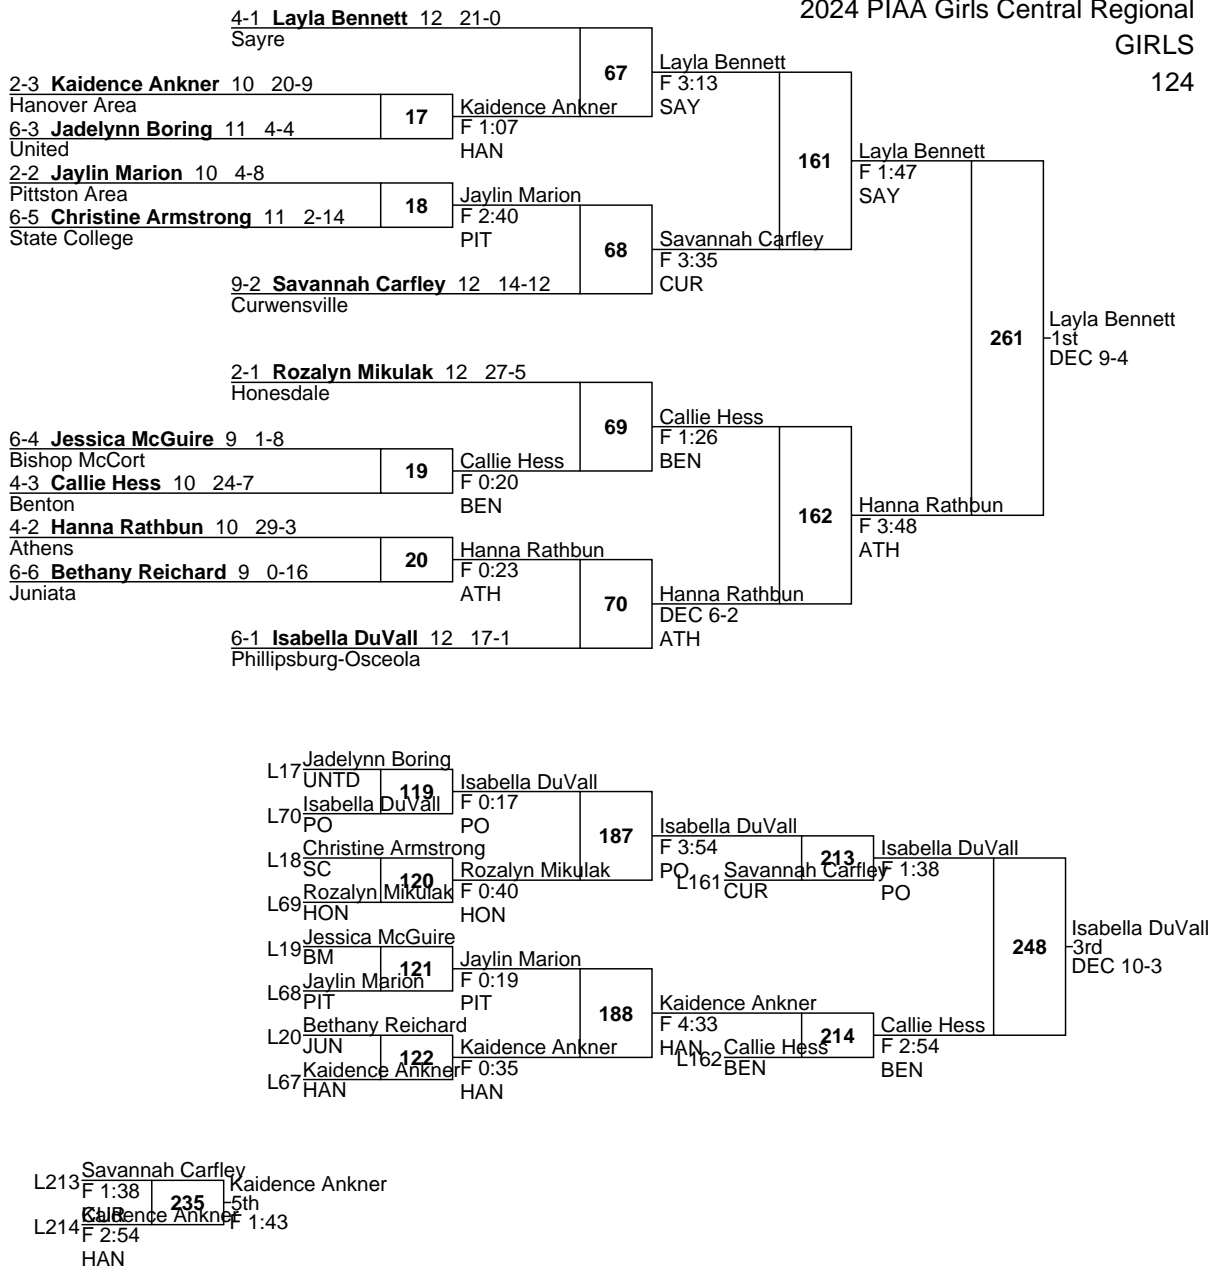 2024 PIAA Girls Central Regional
GIRLS
124
4-1 Layla Bennett 12 21-0
Sayre
2-3 Kaidence Ankner 10 20-9
Hanover Area
6-3 Jadelynn Boring 11 4-4
United
2-2 Jaylin Marion 10 4-8
Pittston Area
6-5 Christine Armstrong 11 2-14
State College
9-2 Savannah Carfley 12 14-12
Curwensville
2-1 Rozalyn Mikulak 12 27-5
Honesdale
6-4 Jessica McGuire 9 1-8
Bishop McCort
4-3 Callie Hess 10 24-7
Benton
4-2 Hanna Rathbun 10 29-3
Athens
6-6 Bethany Reichard 9 0-16
Juniata
6-1 Isabella DuVall 12 17-1
Phillipsburg-Osceola
17
Kaidence Ankner
F 1:07
HAN
18
Jaylin Marion
F 2:40
PIT
19
Callie Hess
F 0:20
BEN
20
Hanna Rathbun
F 0:23
ATH
67
Layla Bennett
F 3:13
SAY
68
Savannah Carfley
F 3:35
CUR
69
Callie Hess
F 1:26
BEN
70
Hanna Rathbun
DEC 6-2
ATH
161
Layla Bennett
F 1:47
SAY
162
Hanna Rathbun
F 3:48
ATH
261
Layla Bennett
1st
DEC 9-4
L17 Jadelynn Boring
UNTD
119
L70 Isabella DuVall
PO
Isabella DuVall
F 0:17
PO
L18 Christine Armstrong
SC
120
L69 Rozalyn Mikulak
HON
Rozalyn Mikulak
F 0:40
HON
L19 Jessica McGuire
BM
121
L68 Jaylin Marion
PIT
Jaylin Marion
F 0:19
PIT
L20 Bethany Reichard
JUN
122
L67 Kaidence Ankner
HAN
Kaidence Ankner
F 0:35
HAN
187
Isabella DuVall
F 3:54
PO
188
Kaidence Ankner
F 4:33
HAN
L161 Savannah Carfley
CUR
213
Isabella DuVall
F 1:38
PO
L162 Callie Hess
BEN
214
Callie Hess
F 2:54
BEN
248
Isabella DuVall
3rd
DEC 10-3
L213 Savannah Carfley
F 1:38
CUR
235
L214 Kaidence Ankner
F 2:54
HAN
Kaidence Ankner
5th
F 1:43